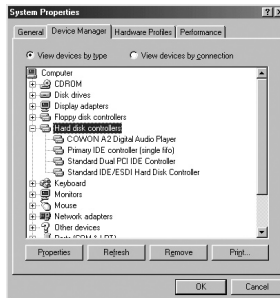 System Properties
General
Device Manager
Hardware Profiles
Performance
View devices by type
View devices by connection
Computer
CDROM
Disk drives
Display adapters
Floppy disk controllers
Hard disk controllers
COWON A2 Digital Audio Player
Primary IDE controller (single fifo)
Standard Dual PCI IDE Controller
Standard IDE/ESDI Hard Disk Controller
Keyboard
Monitors
Mouse
Network adapters
Other devices
Ports (COM & LPT)
Properties
Refresh
Remove
Print...
OK
Cancel